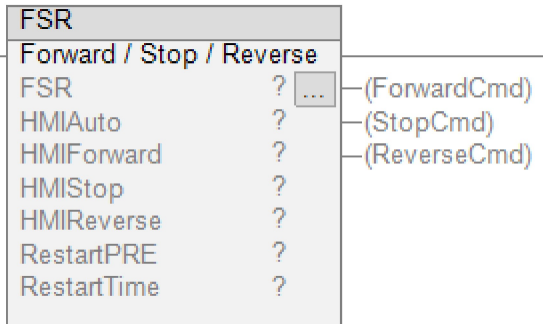 FSR
Forward / Stop / Reverse
FSR ? ... (ForwardCmd)
HMIAuto ? (StopCmd)
HMIForward ? (ReverseCmd)
HMIStop ?
HMIReverse ?
RestartPRE ?
RestartTime ?